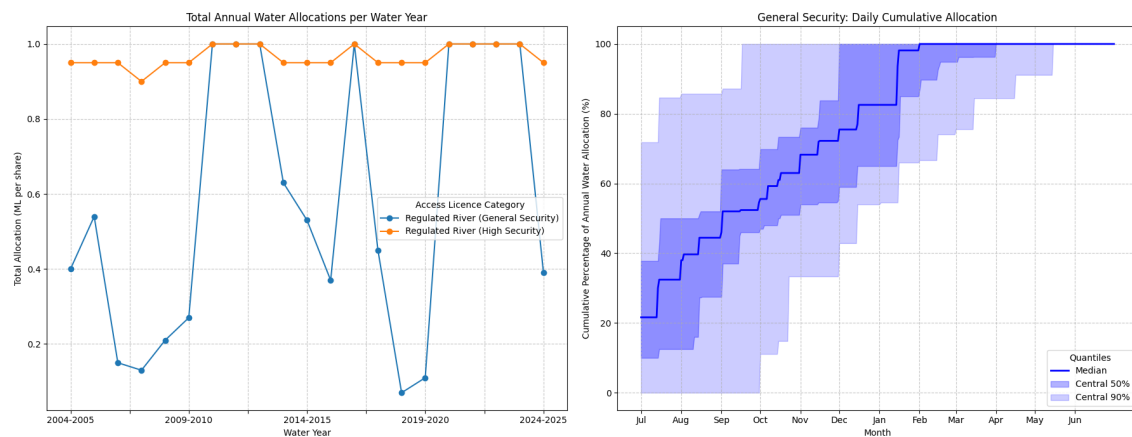 Total Annual Water Allocations per Water Year
1.0
0.8
0.6
0.4
0.2
Total Allocation (ML per share)
Access Licence Category
Regulated River (General Security)
Regulated River (High Security)
2004-2005
2009-2010
2014-2015
2019-2020
2024-2025
Water Year
General Security: Daily Cumulative Allocation
100
80
60
40
20
0
Cumulative Percentage of Annual Water Allocation (%)
Quantiles
Median
Central 50%
Central 90%
Jul
Aug
Sep
Oct
Nov
Dec
Jan
Feb
Mar
Apr
May
Jun
Month